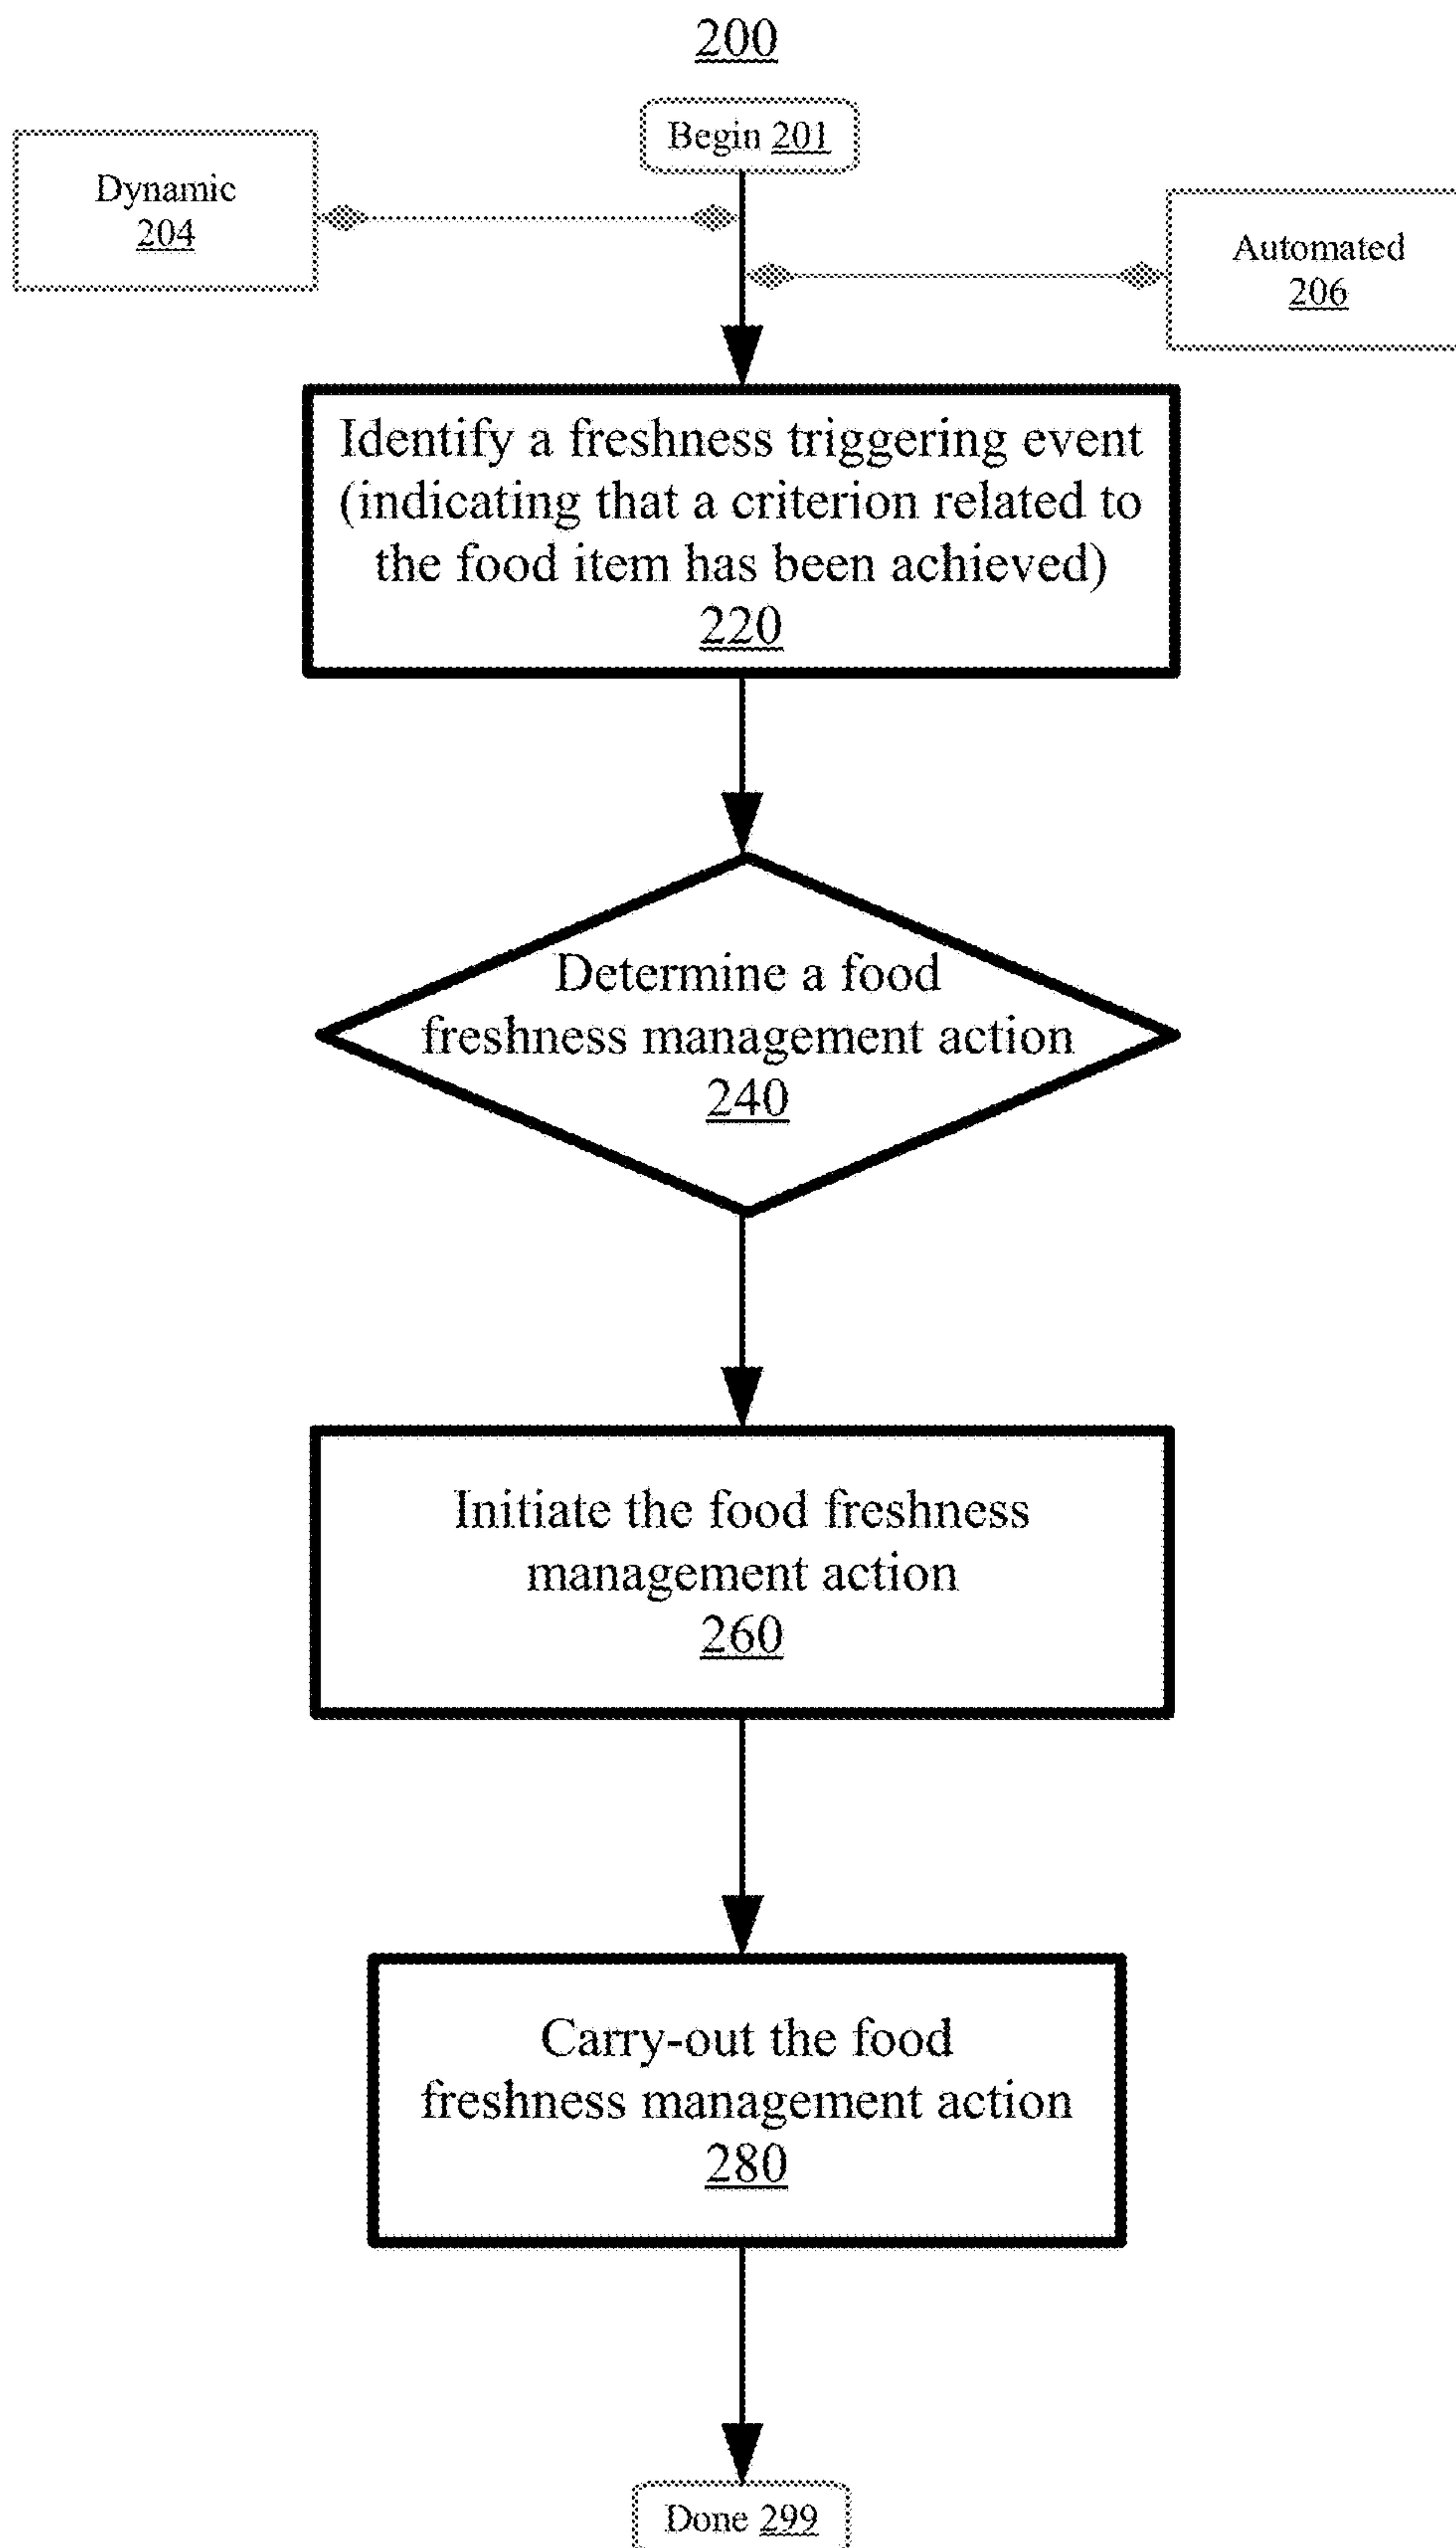 200
Begin 201
Dynamic
204
Automated
206
Identify a freshness triggering event
(indicating that a criterion related to
the food item has been achieved)
220
Determine a food
freshness management action
240
Initiate the food freshness
management action
260
Carry-out the food
freshness management action
280
Done 299